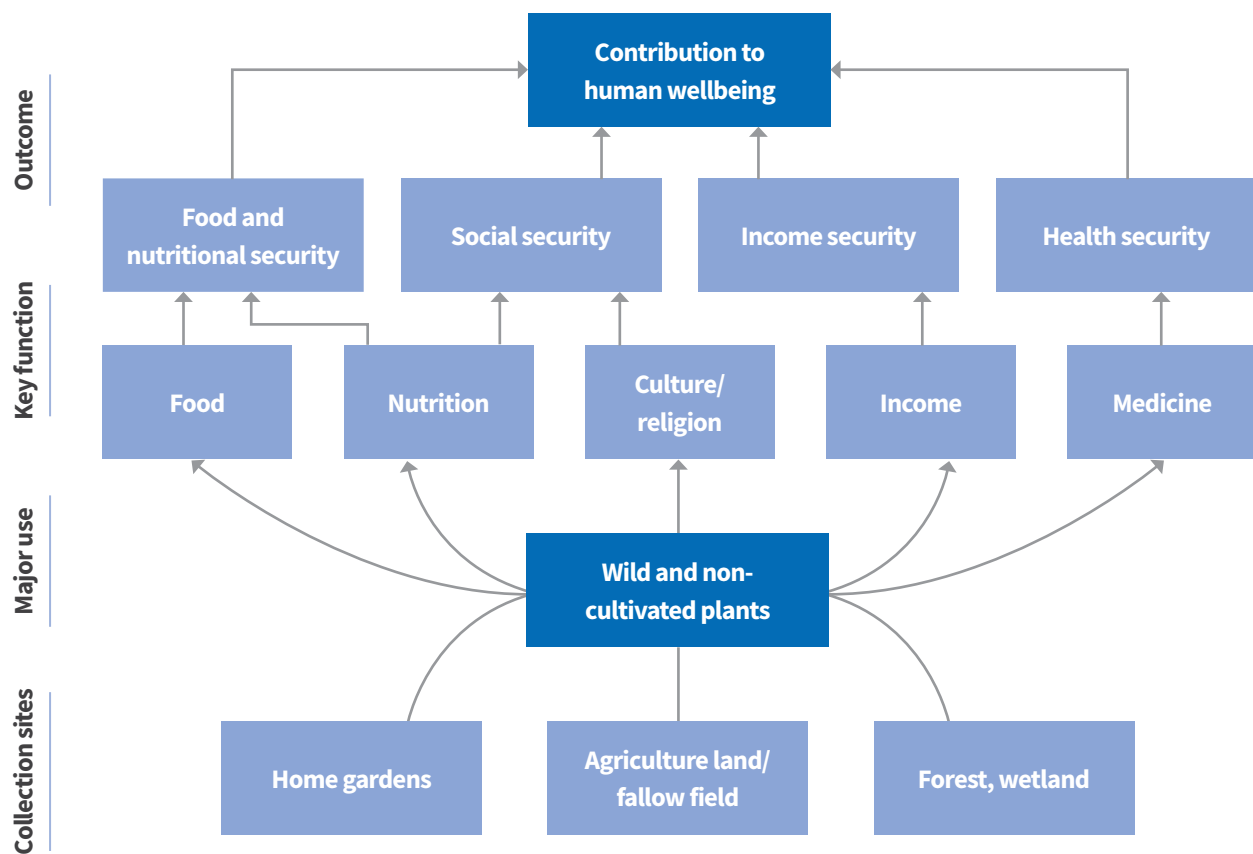 Contribution to
human wellbeing
Outcome
Food and
nutritional security
Social security
Income security
Health security
Key function
Food
Nutrition
Culture/
religion
Income
Medicine
Major use
Wild and non-
cultivated plants
Collection sites
Home gardens
Agriculture land/
fallow field
Forest, wetland